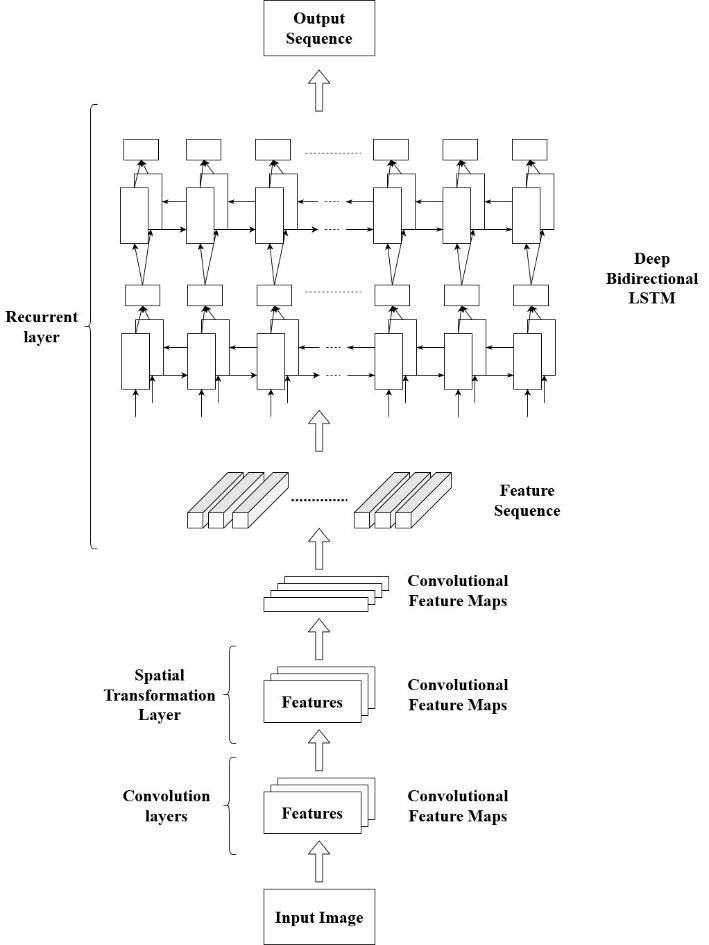 Output
Sequence
Recurrent
layer
Deep
Bidirectional
LSTM
Feature
Sequence
Convolutional
Feature Maps
Spatial
Transformation
Layer
Features
Convolutional
Feature Maps
Convolution
layers
Features
Convolutional
Feature Maps
Input Image